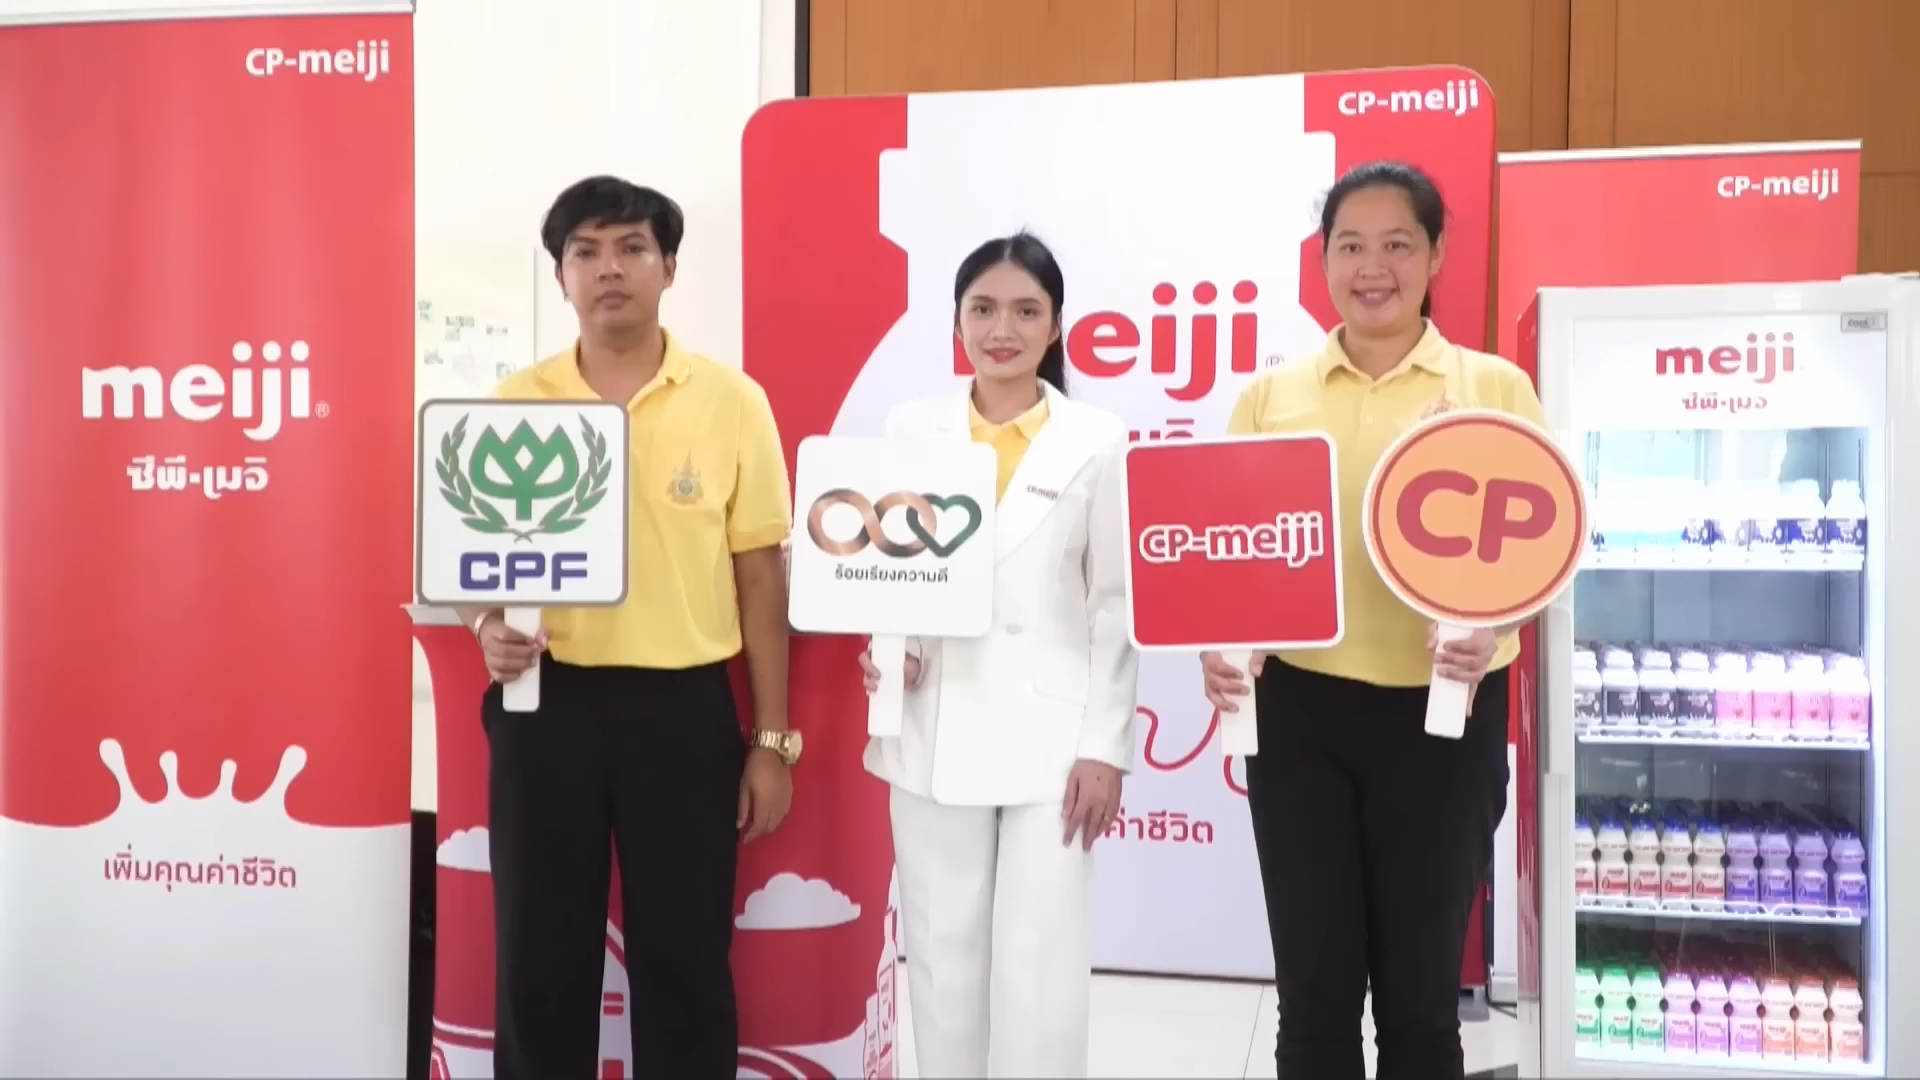 CP-meiji
meiji®
ซีพี-เมจิ
เพิ่มคุณค่าชีวิต
CPF
ร้อยเรียงความดี
CP-meiji
CP-meiji
eiji®
ค่าชีวิต
CP-meiji
CP
CP-meiji
meiji
ซีพี-เมจิ